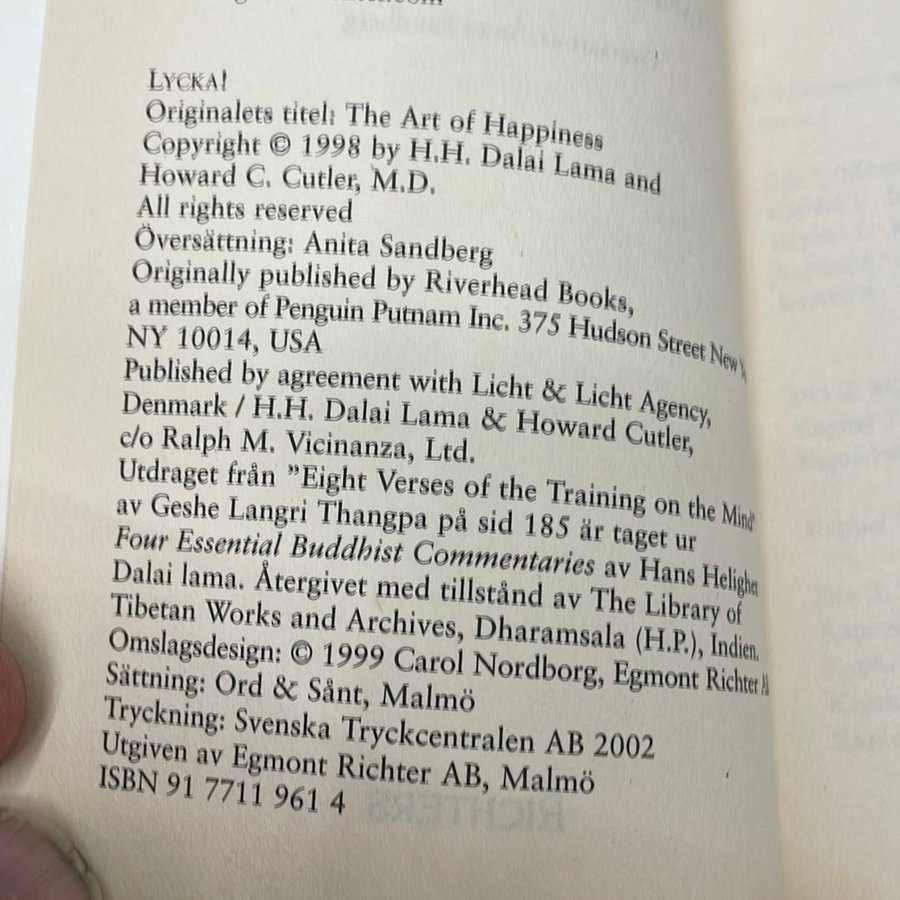 LYCKA!
Originalets titel: The Art of Happiness
Copyright © 1998 by H.H. Dalai Lama and
Howard C. Cutler, M.D.
All rights reserved
Översättning: Anita Sandberg
Originally published by Riverhead Books,
a member of Penguin Putnam Inc. 375 Hudson Street New
NY 10014, USA
Published by agreement with Licht & Licht Agency,
Denmark / H.H. Dalai Lama & Howard Cutler,
c/o Ralph M. Vicinanza, Ltd.
Utdraget från ”Eight Verses of the Training on the Mind"
av Geshe Langri Thangpa på sid 185 är taget ur
Four Essential Buddhist Commentaries av Hans Helighet
Dalai lama. Återgivet med tillstånd av The Library of
Tibetan Works and Archives, Dharamsala (H.P.), Indien.
Omslagsdesign: © 1999 Carol Nordborg, Egmont Richter
Sättning: Ord & Sånt, Malmö
Tryckning: Svenska Tryckcentralen AB 2002
Utgiven av Egmont Richter AB, Malmö
ISBN 91 7711 961 4
RICHTERS